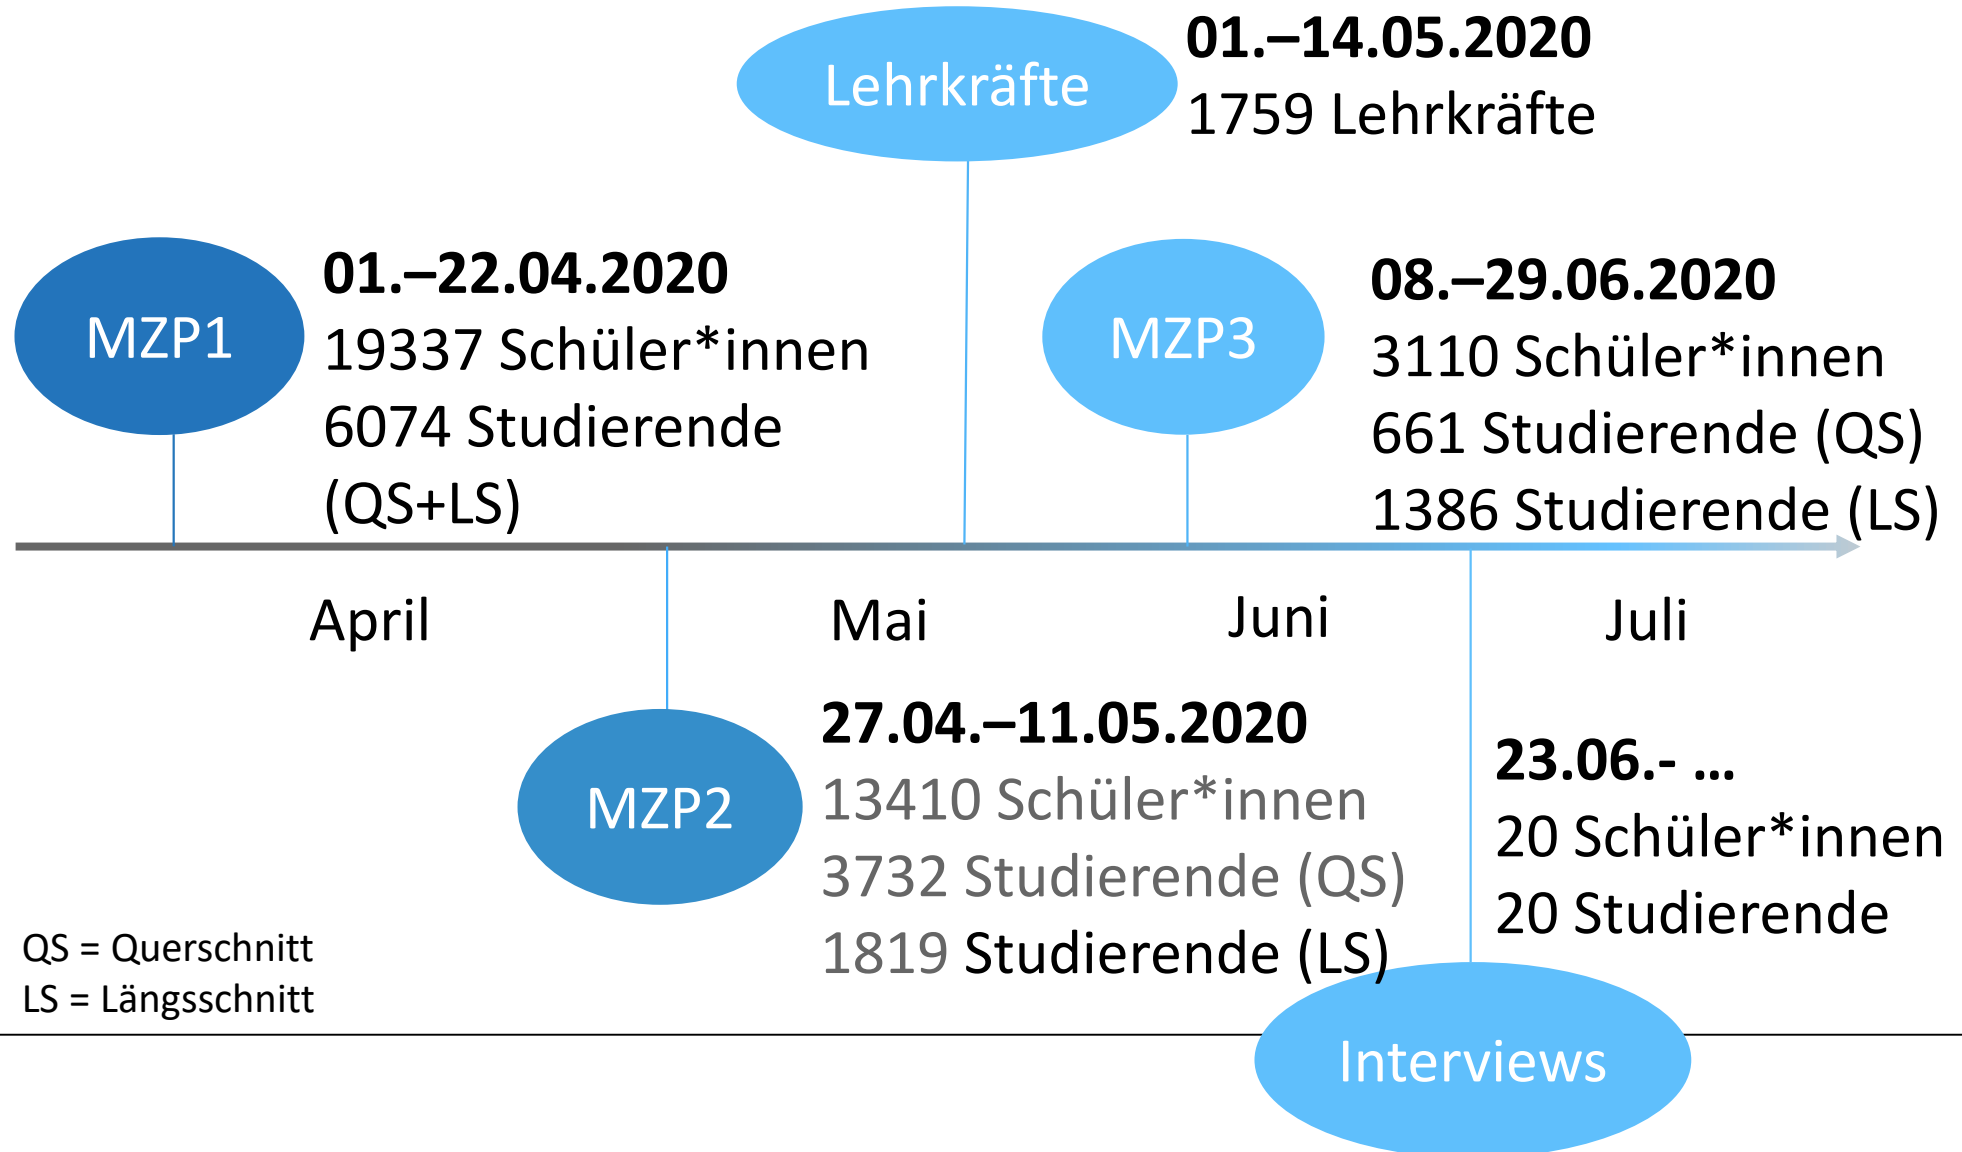 Lehrkräfte
01.–14.05.2020
1759 Lehrkräfte
MZP1
01.–22.04.2020
19337 Schüler*innen
6074 Studierende
(QS+LS)
MZP3
08.–29.06.2020
3110 Schüler*innen
661 Studierende (QS)
1386 Studierende (LS)
April
Mai
Juni
Juli
MZP2
27.04.–11.05.2020
13410 Schüler*innen
3732 Studierende (QS)
1819 Studierende (LS)
23.06.- ...
20 Schüler*innen
20 Studierende
Interviews
QS = Querschnitt
LS = Längsschnitt